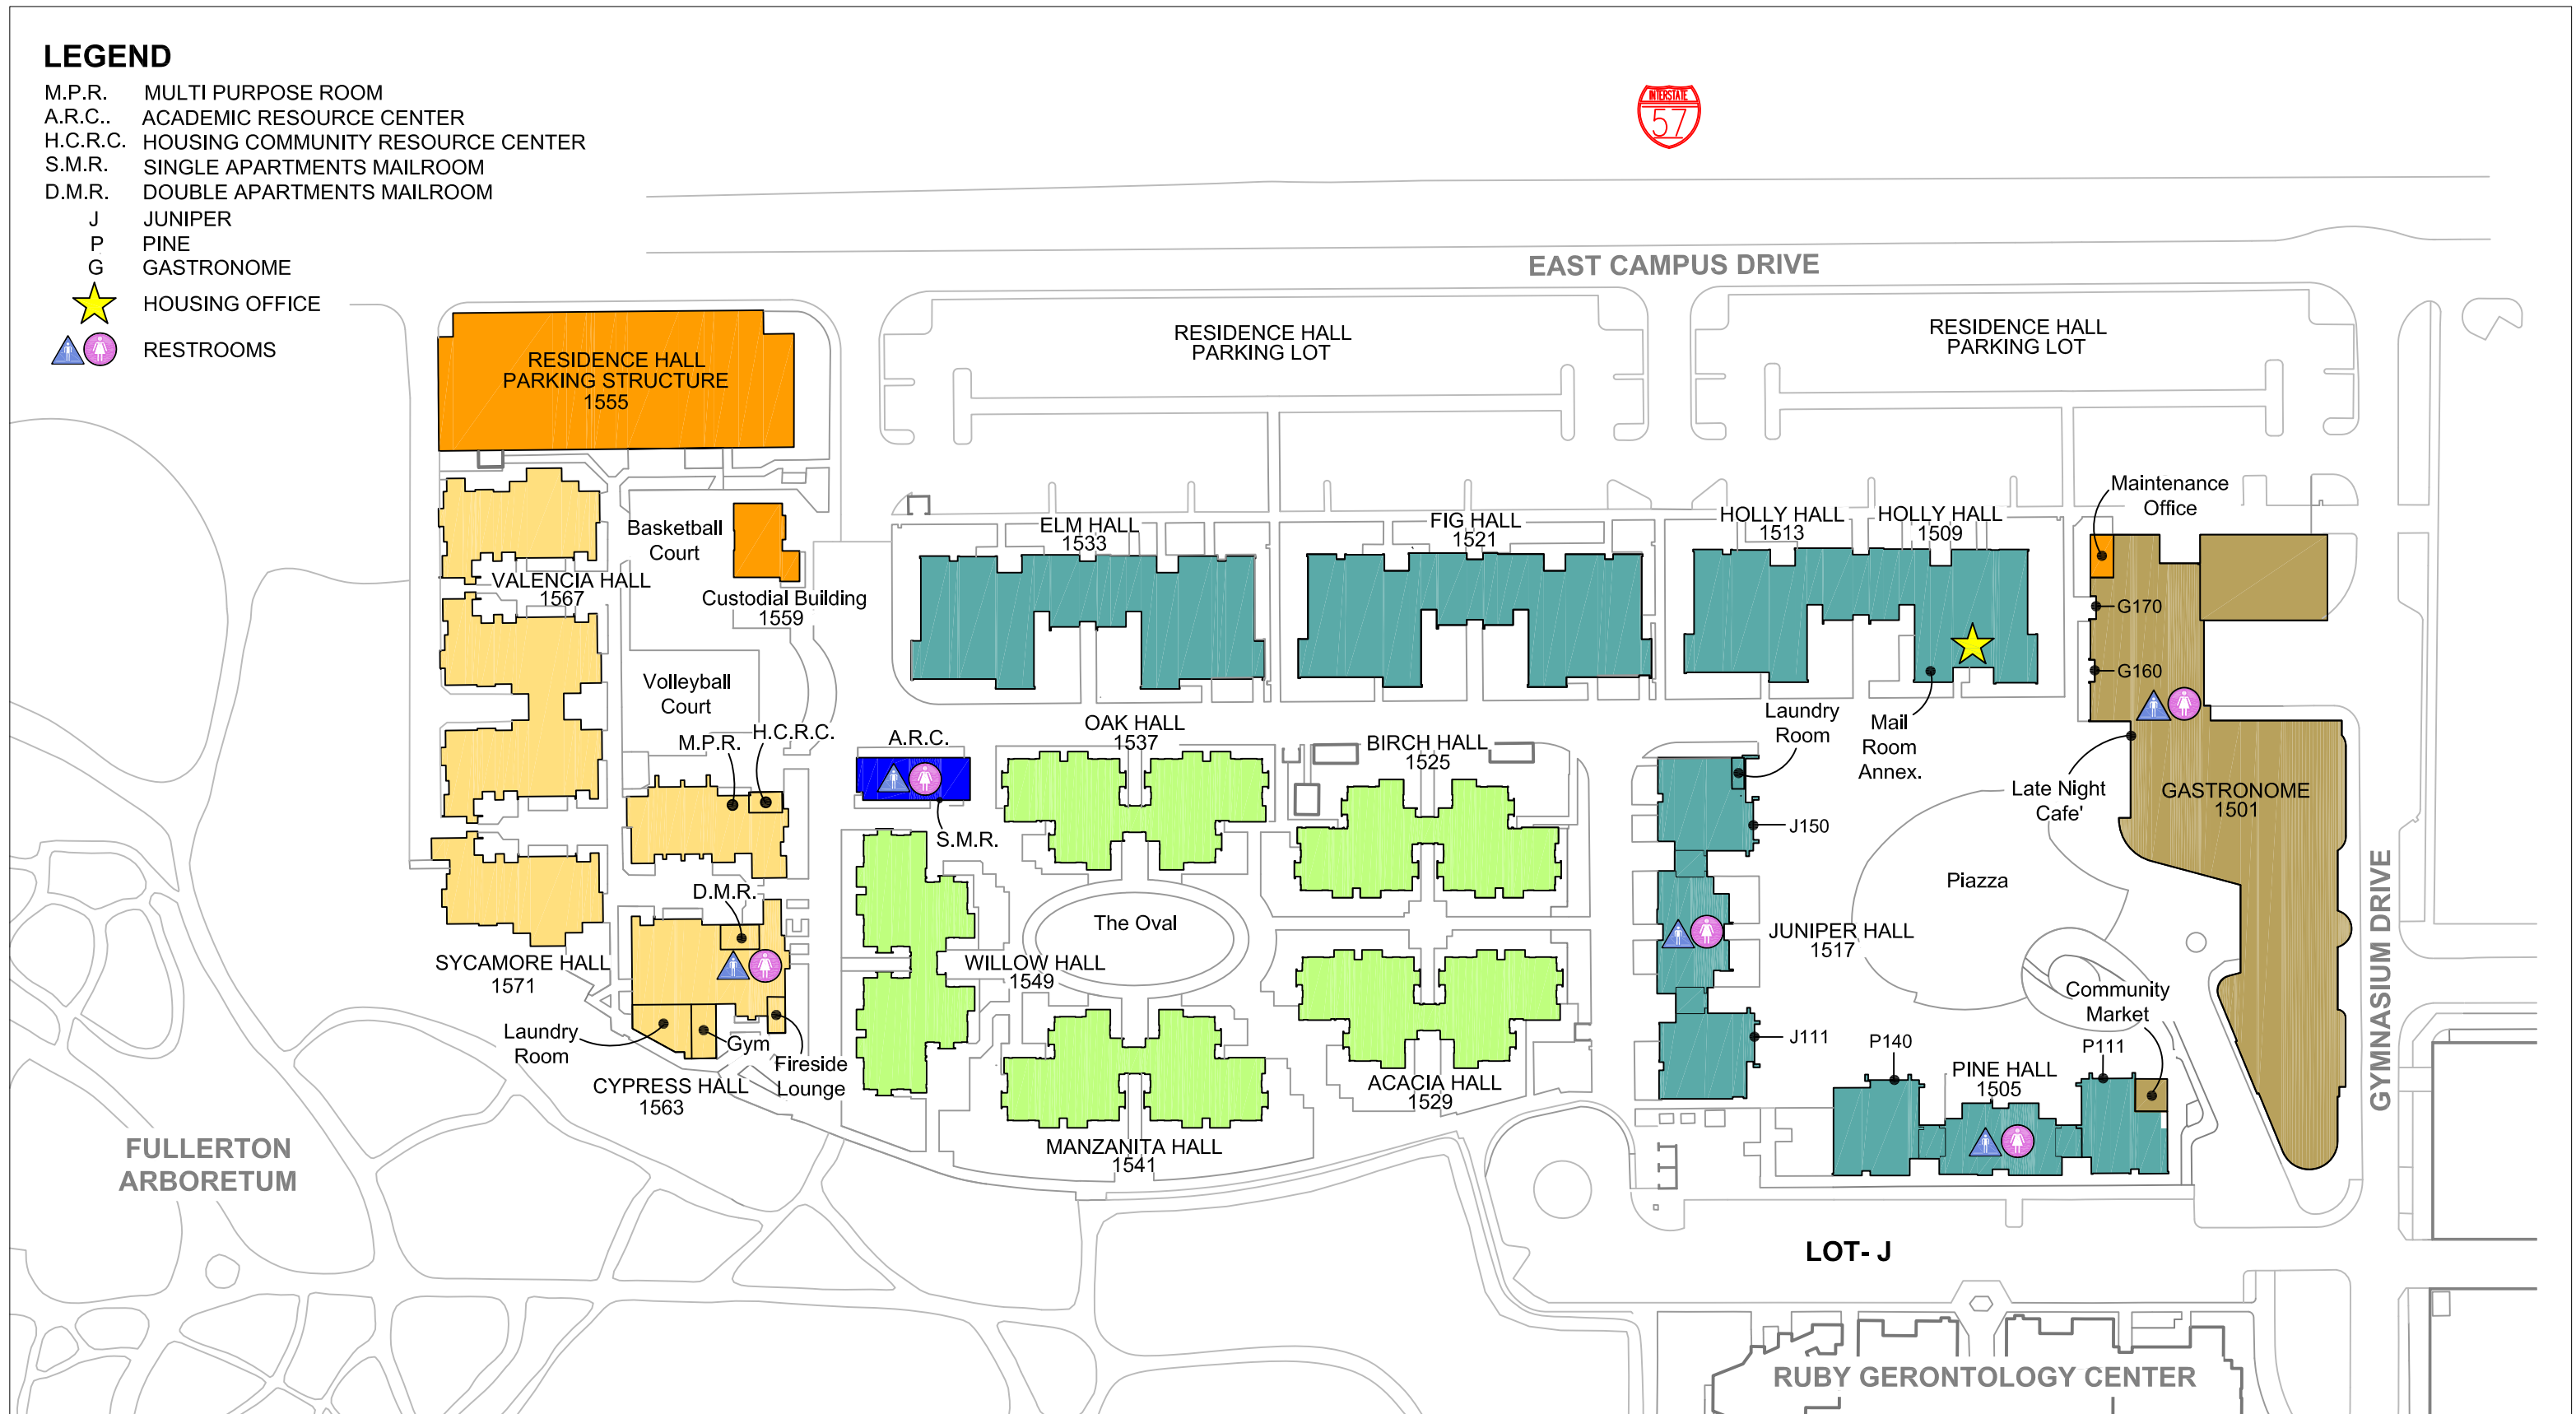 LEGEND
M.P.R. MULTI PURPOSE ROOM
A.R.C.. ACADEMIC RESOURCE CENTER
H.C.R.C. HOUSING COMMUNITY RESOURCE CENTER
S.M.R. SINGLE APARTMENTS MAILROOM
D.M.R. DOUBLE APARTMENTS MAILROOM
J JUNIPER
P PINE
G GASTRONOME
HOUSING OFFICE
RESTROOMS
INTERSTATE
57
EAST CAMPUS DRIVE
RESIDENCE HALL
PARKING STRUCTURE
1555
RESIDENCE HALL
PARKING LOT
RESIDENCE HALL
PARKING LOT
Basketball
Court
VALENCIA HALL
1567
Custodial Building
1559
ELM HALL
1533
FIG HALL
1521
HOLLY HALL
1513
HOLLY HALL
1509
Maintenance
Office
G170
G160
Volleyball
Court
M.P.R.
H.C.R.C.
A.R.C.
S.M.R.
OAK HALL
1537
BIRCH HALL
1525
Laundry
Room
Mail
Room
Annex.
Late Night
Cafe'
GASTRONOME
1501
J150
D.M.R.
The Oval
Piazza
SYCAMORE HALL
1571
WILLOW HALL
1549
JUNIPER HALL
1517
Community
Market
GYMNASIUM DRIVE
Laundry
Room
Gym
Fireside
Lounge
CYPRESS HALL
1563
ACACIA HALL
1529
J111
P140
PINE HALL
1505
P111
MANZANITA HALL
1541
FULLERTON
ARBORETUM
LOT- J
RUBY GERONTOLOGY CENTER